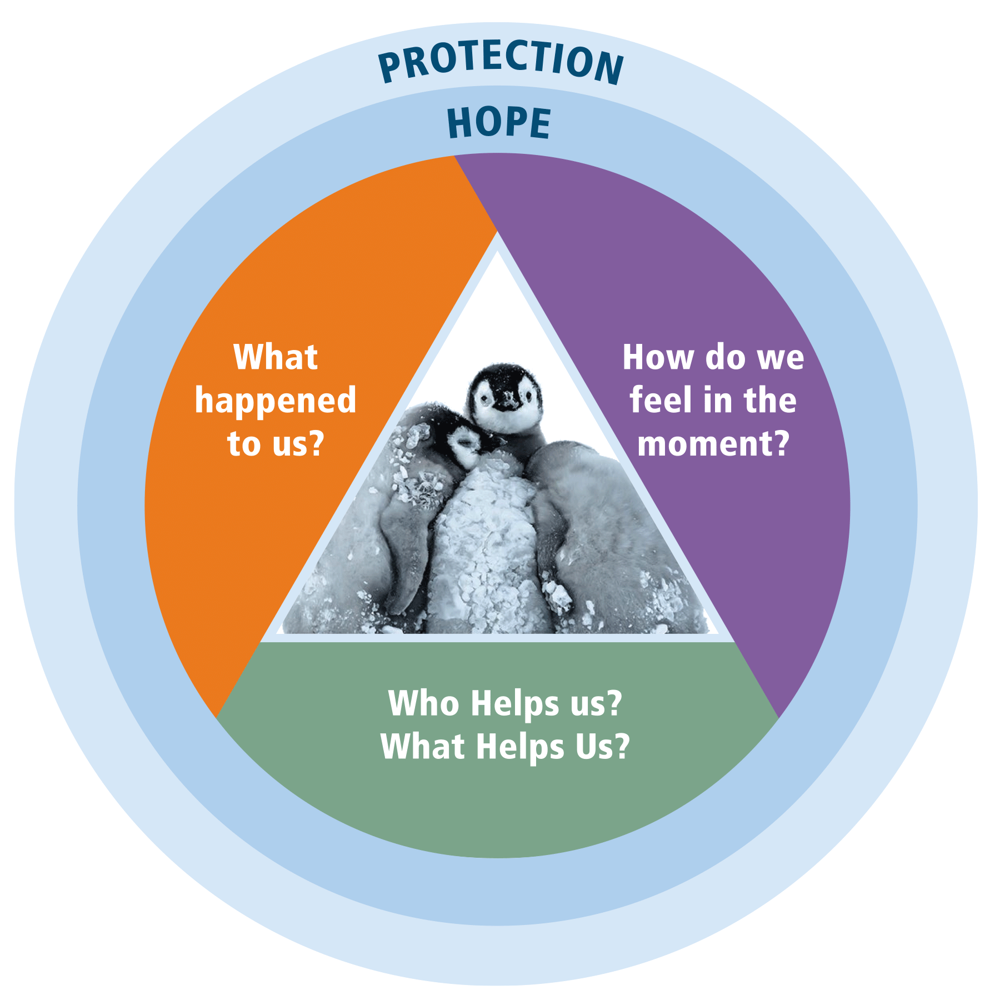 PROTECTION
HOPE
What
happened
to us?
How do we
feel in the
moment?
Who Helps us?
What Helps Us?